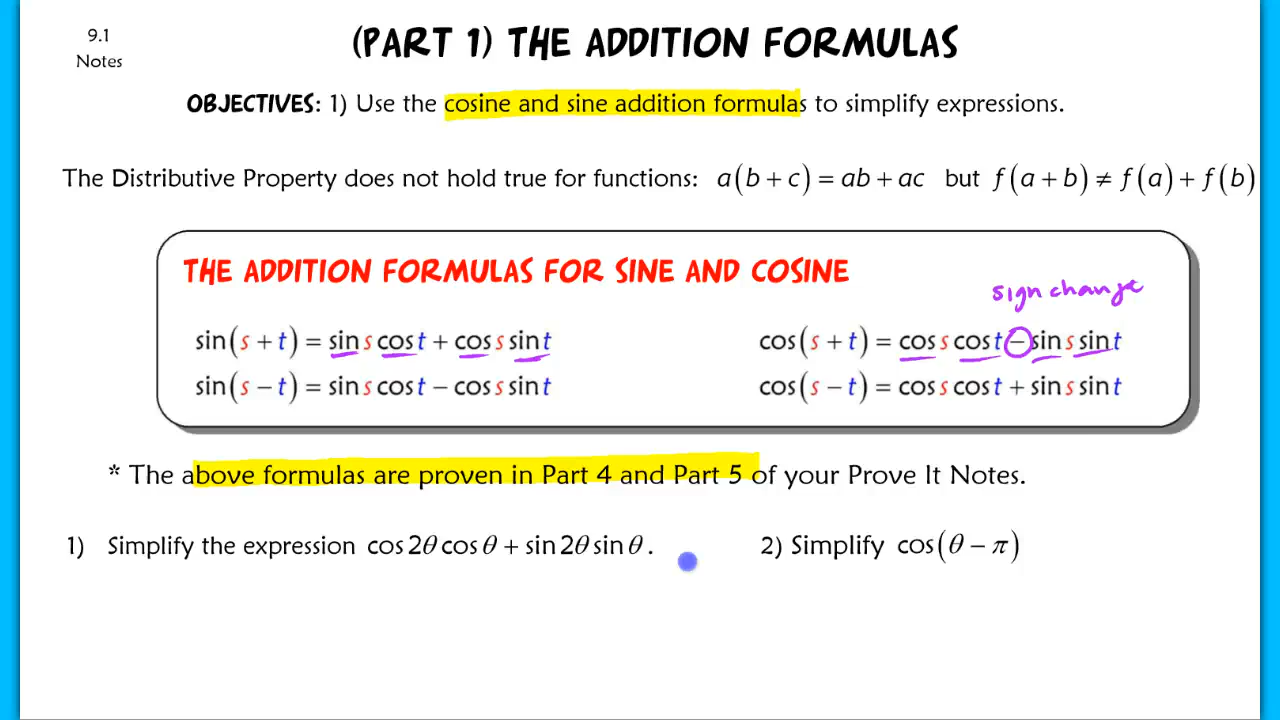 9.1
Notes
(PART 1) THE ADDITION FORMULAS
OBJECTIVES: 1) Use the cosine and sine addition formulas to simplify expressions.
The Distributive Property does not hold true for functions: a(b + c) = ab + ac but f(a + b) ≠ f(a) + f(b)
THE ADDITION FORMULAS FOR SINE AND COSINE
sign change
sin(s + t) = sin s cos t + cos s sin t cos(s + t) = cos s cos t − sin s sin t
sin(s − t) = sin s cos t − cos s sin t cos(s − t) = cos s cos t + sin s sin t
* The above formulas are proven in Part 4 and Part 5 of your Prove It Notes.
1) Simplify the expression cos 2θ cos θ + sin 2θ sin θ. 2) Simplify cos(θ − π)